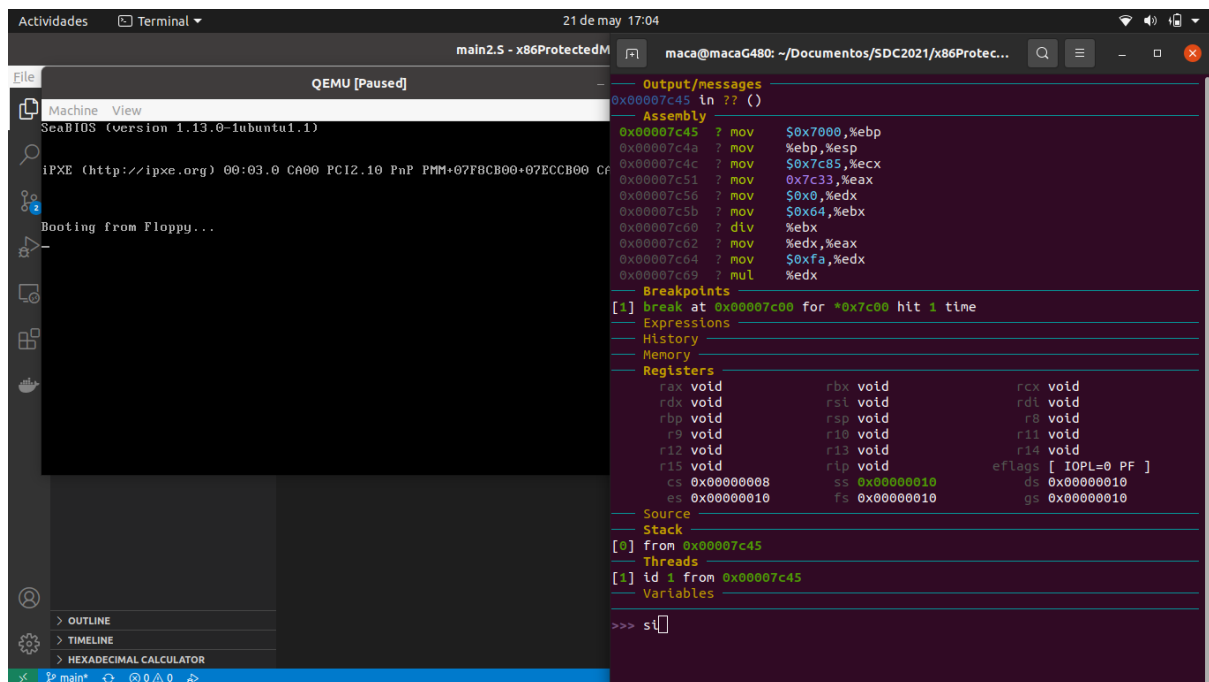 Actividades Terminal 21 de may 17:04
main2.S - x86ProtectedM
File
QEMU [Paused]
Machine View
SeaBIOS (version 1.13.0-1ubuntu1.1)
iPXE (http://ipxe.org) 00:03.0 CA00 PCI2.10 PnP PMM+07F8CB00+07ECCB00 CA
Booting from Floppy...
2
> OUTLINE
> TIMELINE
> HEXADECIMAL CALCULATOR
main* 0 0 0
maca@macaG480: ~/Documentos/SDC2021/x86Protec...
Output/messages
0x00007c45 in ?? ()
Assembly
0x00007c45 ? mov $0x7000,%ebp
0x00007c4a ? mov %ebp,%esp
0x00007c4c ? mov $0x7c85,%ecx
0x00007c51 ? mov 0x7c33,%eax
0x00007c56 ? mov $0x0,%edx
0x00007c5b ? mov $0x64,%ebx
0x00007c60 ? div %ebx
0x00007c62 ? mov %edx,%eax
0x00007c64 ? mov $0xfa,%edx
0x00007c69 ? mul %edx
Breakpoints
[1] break at 0x00007c00 for *0x7c00 hit 1 time
Expressions
History
Memory
Registers
rax void rbx void rcx void
rdx void rsi void rdi void
rbp void rsp void r8 void
r9 void r10 void r11 void
r12 void r13 void r14 void
r15 void rip void eflags [ IOPL=0 PF ]
cs 0x00000008 ss 0x00000010 ds 0x00000010
es 0x00000010 fs 0x00000010 gs 0x00000010
Source
Stack
[0] from 0x00007c45
Threads
[1] id 1 from 0x00007c45
Variables
>>> si